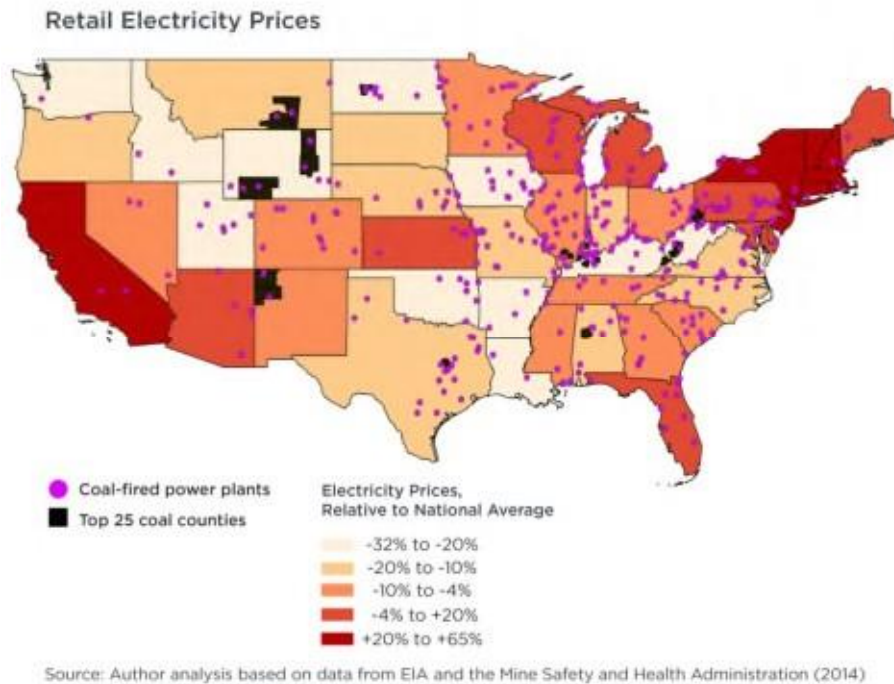 Retail Electricity Prices
Coal-fired power plants
Top 25 coal counties
Electricity Prices,
Relative to National Average
-32% to -20%
-20% to -10%
-10% to -4%
-4% to +20%
+20% to +65%
Source: Author analysis based on data from EIA and the Mine Safety and Health Administration (2014)